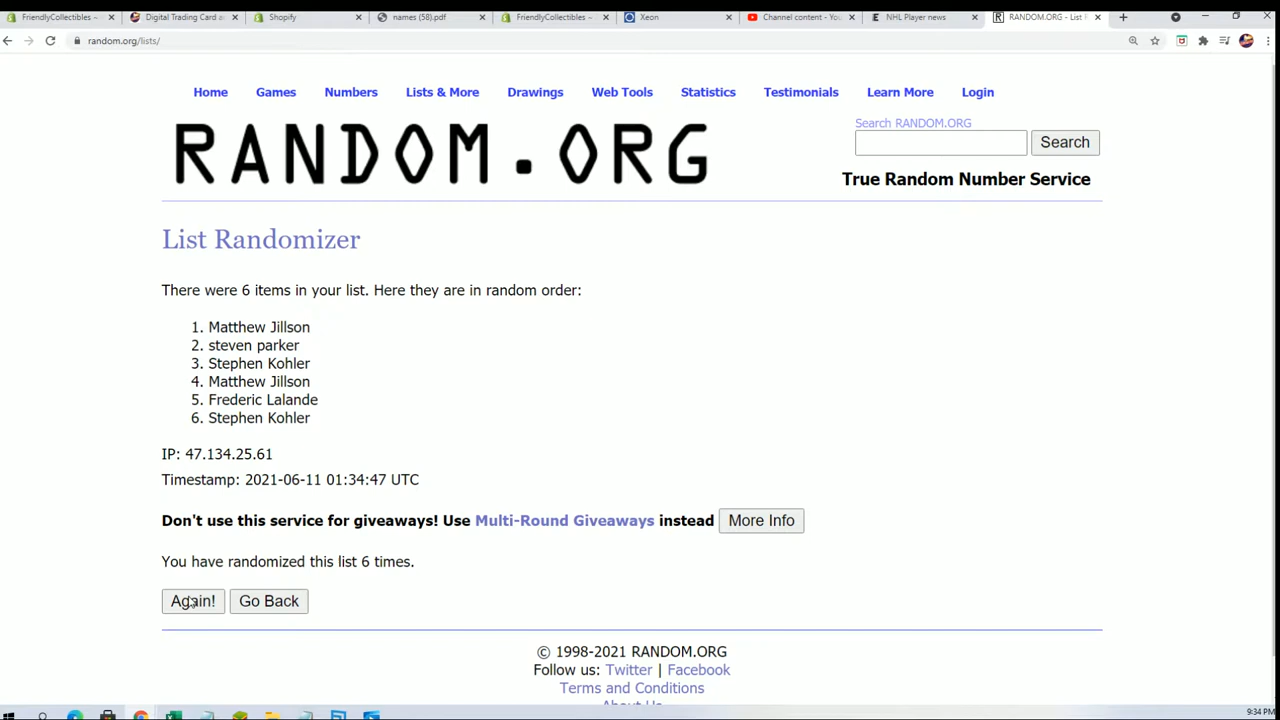 FriendlyCollectibles –
Digital Trading Card a
Shopify
names (58).pdf
FriendlyCollectibles –
Xeon
Channel content - You
NHL Player news
RANDOM.ORG - List
random.org/lists/
Home Games Numbers Lists & More Drawings Web Tools Statistics Testimonials Learn More Login
RANDOM.ORG
Search RANDOM.ORG
Search
True Random Number Service
List Randomizer
There were 6 items in your list. Here they are in random order:
1. Matthew Jillson
2. steven parker
3. Stephen Kohler
4. Matthew Jillson
5. Frederic Lalande
6. Stephen Kohler
IP: 47.134.25.61
Timestamp: 2021-06-11 01:34:47 UTC
Don't use this service for giveaways! Use Multi-Round Giveaways instead More Info
You have randomized this list 6 times.
Again! Go Back
© 1998-2021 RANDOM.ORG
Follow us: Twitter | Facebook
Terms and Conditions
About Us
9:34 PM